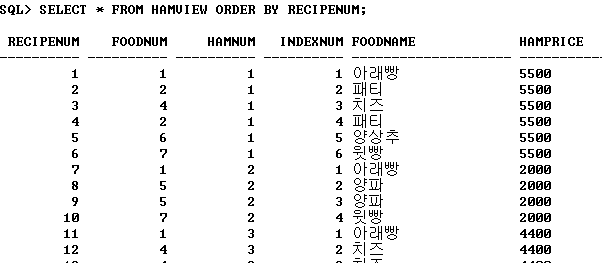 SQL> SELECT * FROM HAMVIEW ORDER BY RECIPENUM;
RECIPENUM FOODNUM HAMNUM INDEXNUM FOODNAME HAMPRICE
---------- ---------- ---------- ---------- -------------------- ----------
1 1 1 1 아래빵 5500
2 2 1 2 패티 5500
3 4 1 3 치즈 5500
4 2 1 4 패티 5500
5 6 1 5 양상추 5500
6 7 1 6 윗빵 5500
7 1 2 1 아래빵 2000
8 5 2 2 양파 2000
9 5 2 3 양파 2000
10 7 2 4 윗빵 2000
11 1 3 1 아래빵 4400
12 4 3 2 치즈 4400